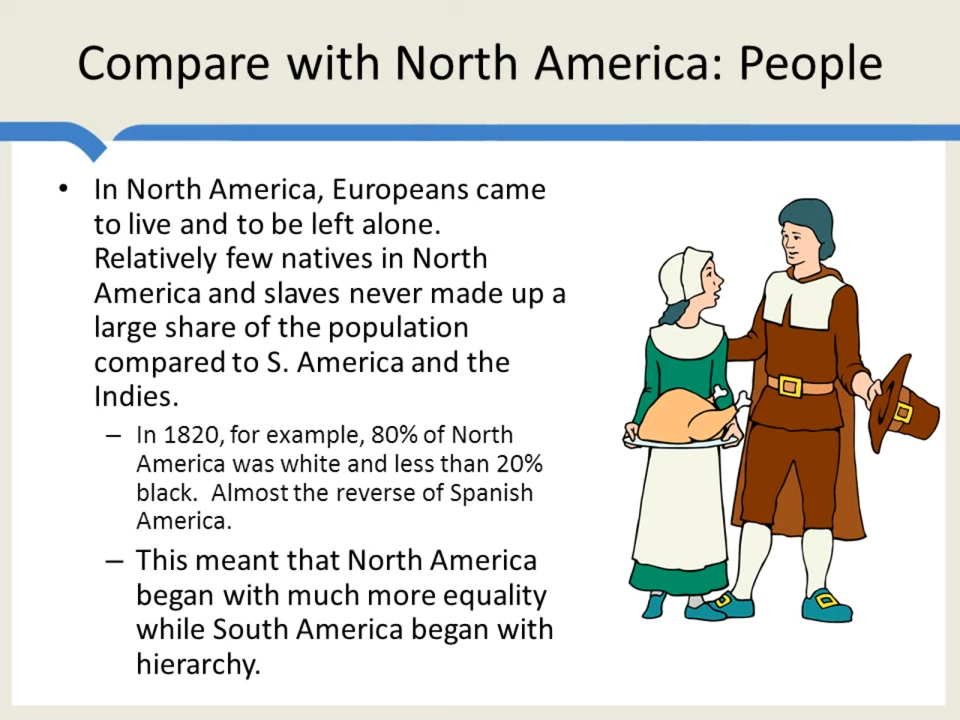 Compare with North America: People
• In North America, Europeans came
to live and to be left alone.
Relatively few natives in North
America and slaves never made up a
large share of the population
compared to S. America and the
Indies.
– In 1820, for example, 80% of North
America was white and less than 20%
black. Almost the reverse of Spanish
America.
– This meant that North America
began with much more equality
while South America began with
hierarchy.